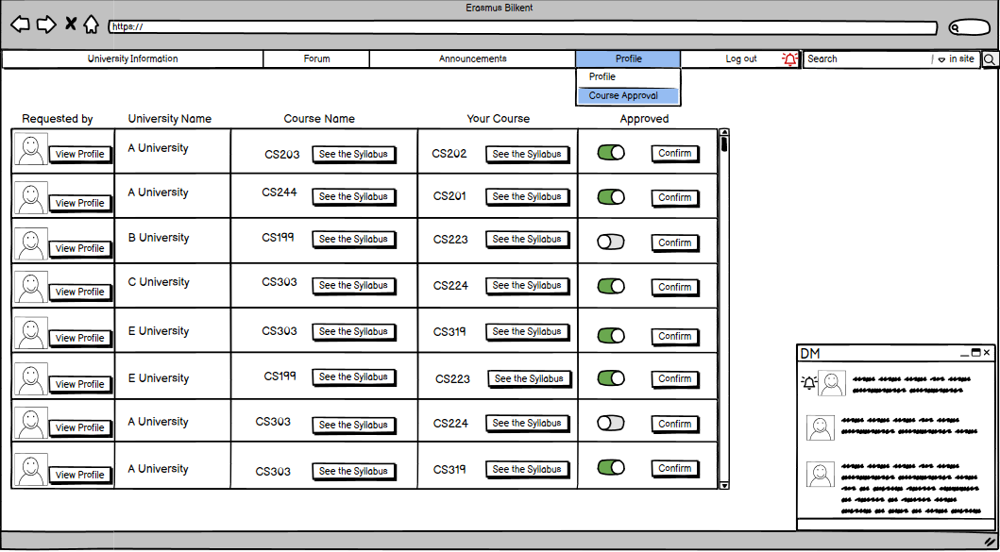 Erasmus Bilkent
https://
University Information Forum Announcements Profile Log out Search in site
Profile
Course Approval
Requested by University Name Course Name Your Course Approved
View Profile A University CS203 See the Syllabus CS202 See the Syllabus Confirm
View Profile A University CS244 See the Syllabus CS201 See the Syllabus Confirm
View Profile B University CS199 See the Syllabus CS223 See the Syllabus Confirm
View Profile C University CS303 See the Syllabus CS224 See the Syllabus Confirm
View Profile E University CS303 See the Syllabus CS319 See the Syllabus Confirm
View Profile E University CS199 See the Syllabus CS223 See the Syllabus Confirm
View Profile A University CS303 See the Syllabus CS224 See the Syllabus Confirm
View Profile A University CS303 See the Syllabus CS319 See the Syllabus Confirm
DM